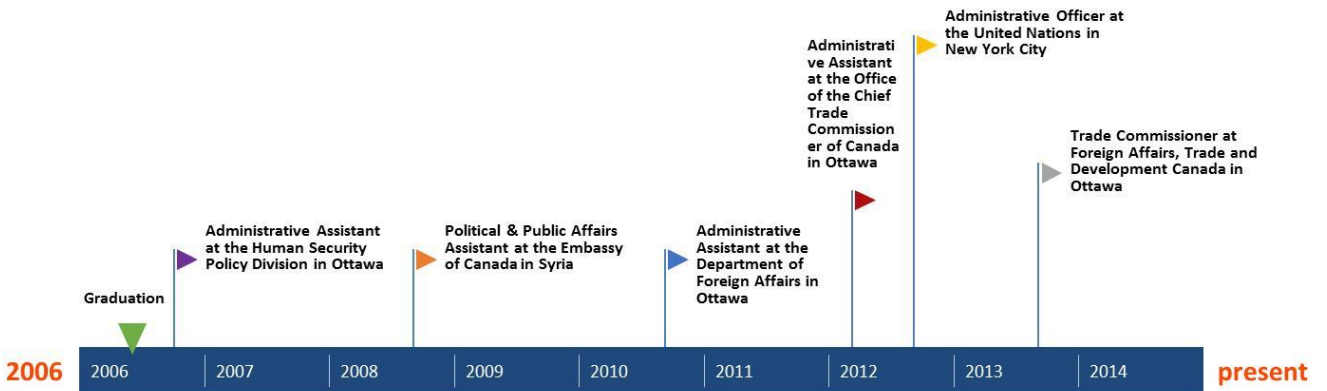 Administrative Officer at
the United Nations in
New York City
Administrati
ve Assistant
at the Office
of the Chief
Trade
Commission
er of Canada
in Ottawa
Trade Commissioner at
Foreign Affairs, Trade and
Development Canada in
Ottawa
Administrative Assistant
at the Human Security
Policy Division in Ottawa
Political & Public Affairs
Assistant at the Embassy
of Canada in Syria
Administrative
Assistant at the
Department of
Foreign Affairs in
Ottawa
Graduation
2006 2006 2007 2008 2009 2010 2011 2012 2013 2014 present